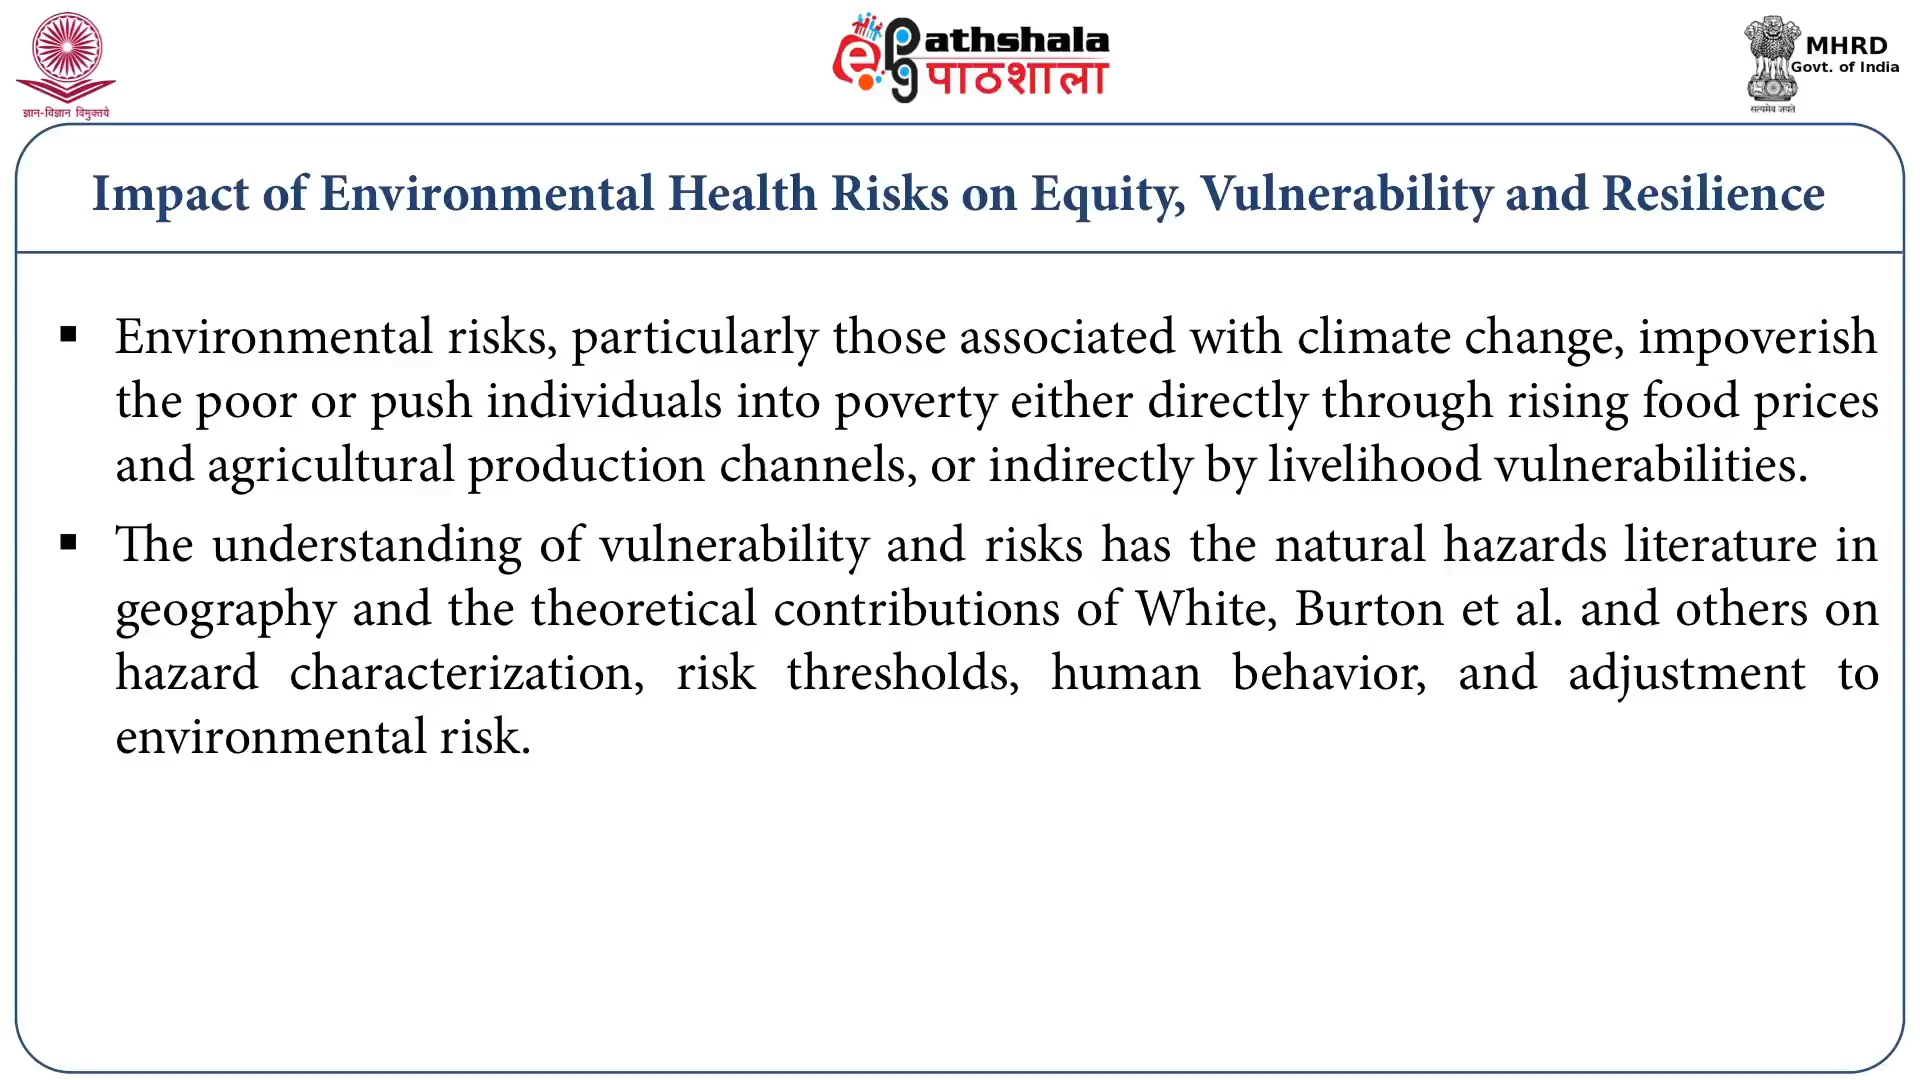 ज्ञान-विज्ञान विमुक्तये
ePathshala
पाठशाला
MHRD
Govt. of India
सत्यमेव जयते
Impact of Environmental Health Risks on Equity, Vulnerability and Resilience
▪ Environmental risks, particularly those associated with climate change, impoverish
the poor or push individuals into poverty either directly through rising food prices
and agricultural production channels, or indirectly by livelihood vulnerabilities.
▪ The understanding of vulnerability and risks has the natural hazards literature in
geography and the theoretical contributions of White, Burton et al. and others on
hazard characterization, risk thresholds, human behavior, and adjustment to
environmental risk.